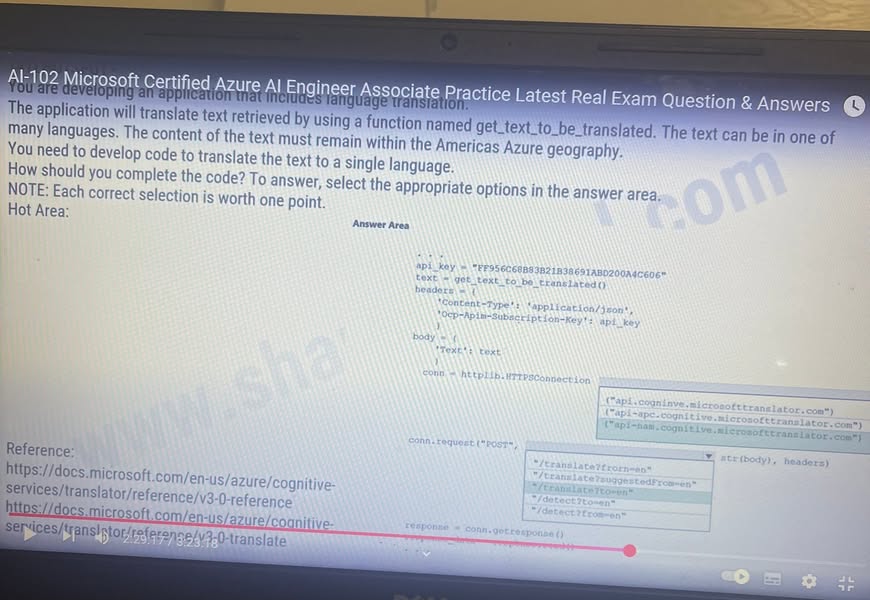 AI-102 Microsoft Certified Azure AI Engineer Associate Practice Latest Real Exam Question & Answers
You are developing an application that includes language translation.
The application will translate text retrieved by using a function named get_text_to_be_translated. The text can be in one of
many languages. The content of the text must remain within the Americas Azure geography.
You need to develop code to translate the text to a single language.
How should you complete the code? To answer, select the appropriate options in the answer area.
NOTE: Each correct selection is worth one point.
Hot Area:
Answer Area
. . .
api_key = "FF956C68B83B21B38691ABD200A4C606"
text = get_text_to_be_translated()
headers = {
'Content-Type': 'application/json',
'Ocp-Apim-Subscription-Key': api_key
}
body = {
'Text': text
}
conn = httplib.HTTPSConnection
("api.cogninve.microsofttranslator.com")
("api-apc.cognitive.microsofttranslator.com")
("api-nam.cognitive.microsofttranslator.com")
conn.request("POST",
str(body), headers)
"/translate?from=en"
"/translate?suggestedFrom=en"
"/translate?to=en"
"/detect?to=en"
"/detect?from=en"
response = conn.getresponse()
Reference:
https://docs.microsoft.com/en-us/azure/cognitive-
services/translator/reference/v3-0-reference
https://docs.microsoft.com/en-us/azure/cognitive-
services/translator/reference/v3-0-translate
2:29:17 / 3:23:18
www.sha
.com